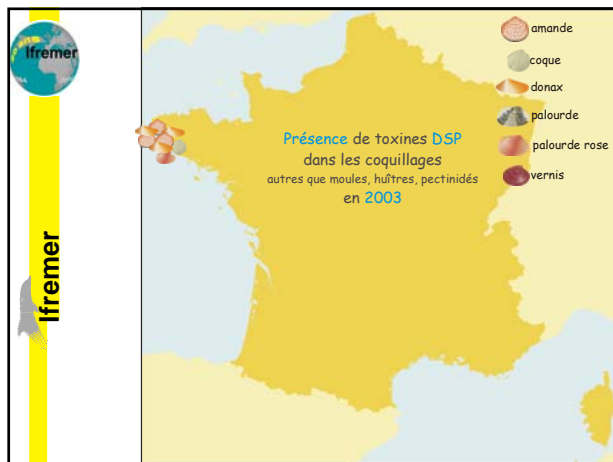 Ifremer
Ifremer
Présence de toxines DSP
dans les coquillages
autres que moules, huîtres, pectinidés
en 2003
amande
coque
donax
palourde
palourde rose
vernis